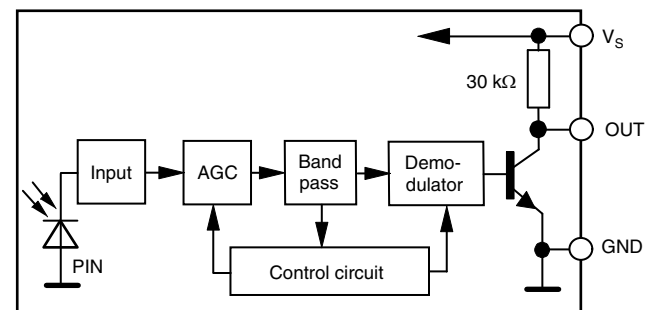 V_S
30 kΩ
OUT
Input
AGC
Band
pass
Demo-
dulator
GND
PIN
Control circuit